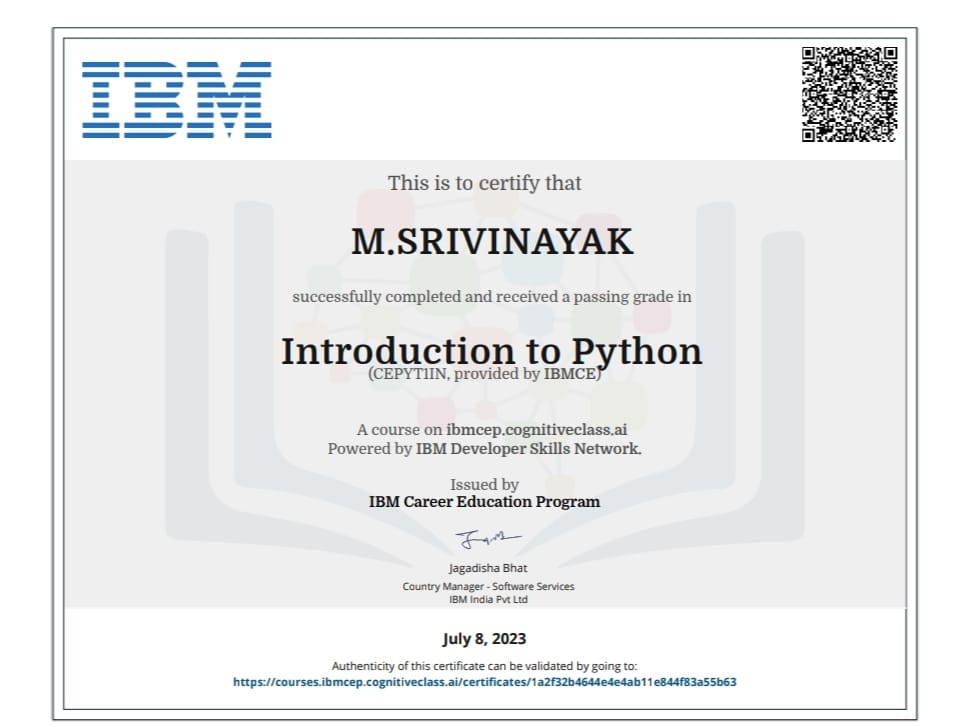 IBM
This is to certify that
M.SRIVINAYAK
successfully completed and received a passing grade in
Introduction to Python
(CEPYT1IN, provided by IBMCE)
A course on ibmcep.cognitiveclass.ai
Powered by IBM Developer Skills Network.
Issued by
IBM Career Education Program
Jagadisha Bhat
Country Manager - Software Services
IBM India Pvt Ltd
July 8, 2023
Authenticity of this certificate can be validated by going to:
https://courses.ibmcep.cognitiveclass.ai/certificates/1a2f32b4644e4e4ab11e844f83a55b63